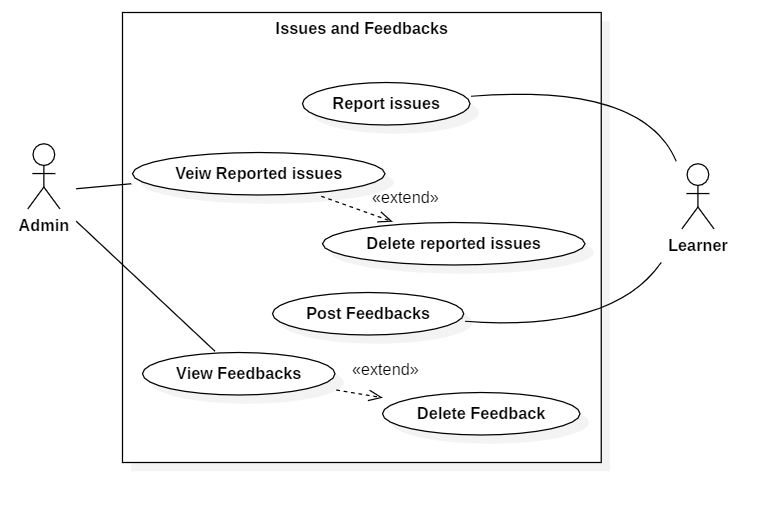 Issues and Feedbacks
Report issues
Veiw Reported issues
«extend»
Admin
Delete reported issues
Learner
Post Feedbacks
View Feedbacks
«extend»
Delete Feedback